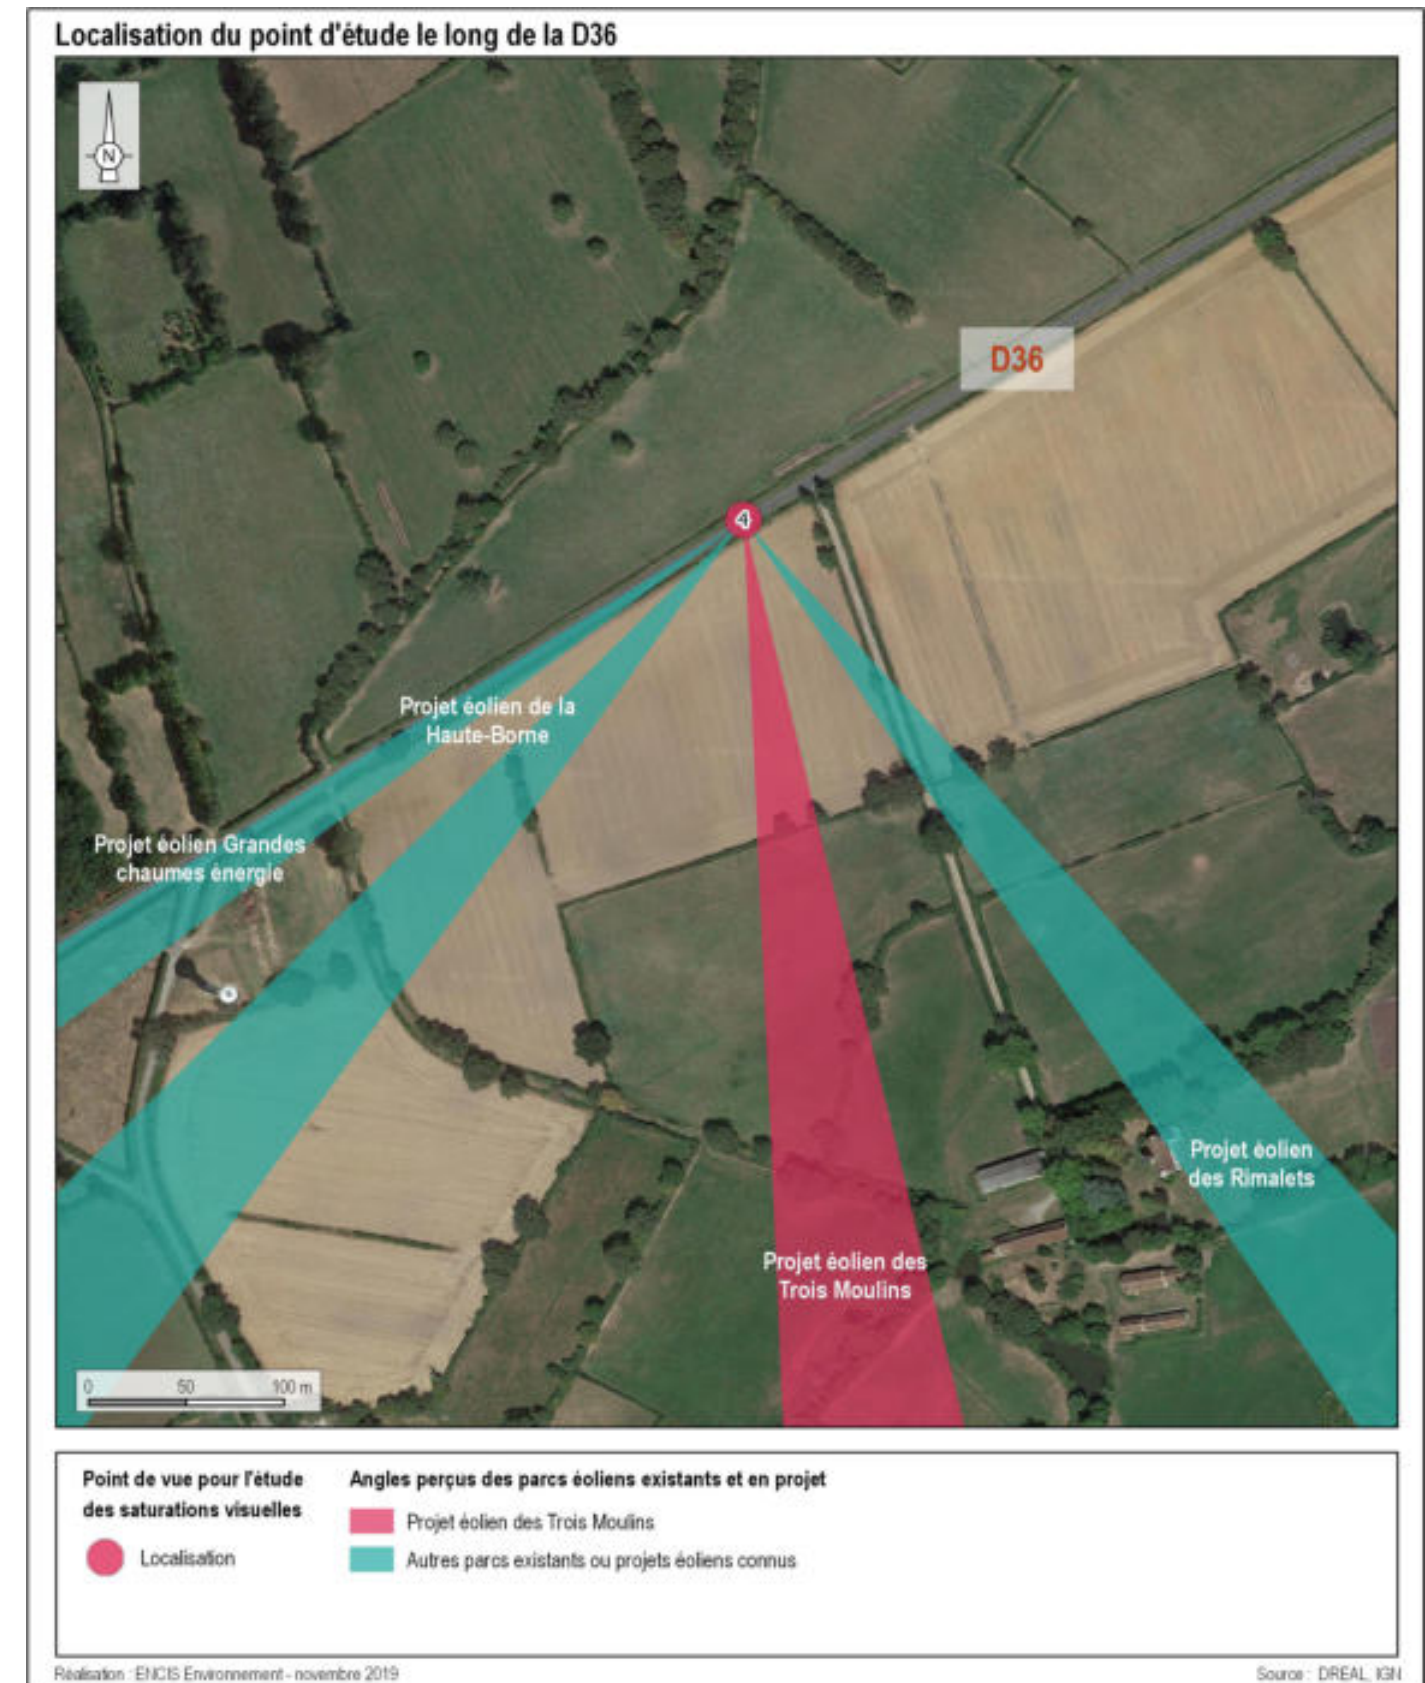 Localisation du point d'étude le long de la D36
N
D36
4
Projet éolien de la
Haute-Borne
Projet éolien Grandes
chaumes énergie
Projet éolien
des Rimalets
Projet éolien des
Trois Moulins
0 50 100 m
Point de vue pour l'étude
des saturations visuelles
Localisation
Angles perçus des parcs éoliens existants et en projet
Projet éolien des Trois Moulins
Autres parcs existants ou projets éoliens connus
Réalisation : ENCIS Environnement - novembre 2019
Source : DREAL, IGN